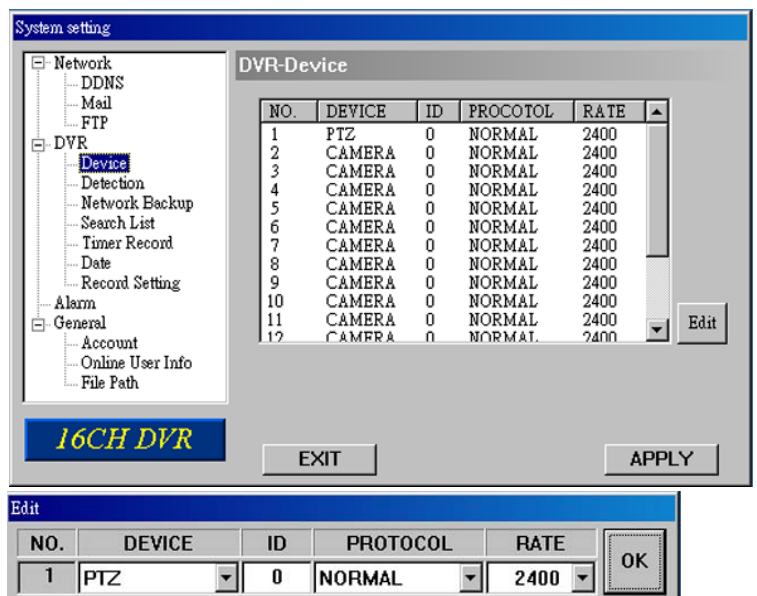 System setting
Network
DDNS
Mail
FTP
DVR
Device
Detection
Network Backup
Search List
Timer Record
Date
Record Setting
Alarm
General
Account
Online User Info
File Path
16CH DVR
DVR-Device
NO. DEVICE ID PROCOTOL RATE
1 PTZ 0 NORMAL 2400
2 CAMERA 0 NORMAL 2400
3 CAMERA 0 NORMAL 2400
4 CAMERA 0 NORMAL 2400
5 CAMERA 0 NORMAL 2400
6 CAMERA 0 NORMAL 2400
7 CAMERA 0 NORMAL 2400
8 CAMERA 0 NORMAL 2400
9 CAMERA 0 NORMAL 2400
10 CAMERA 0 NORMAL 2400
11 CAMERA 0 NORMAL 2400
12 CAMERA 0 NORMAL 2400
Edit
EXIT APPLY
Edit
NO. DEVICE ID PROTOCOL RATE
1 PTZ 0 NORMAL 2400
OK